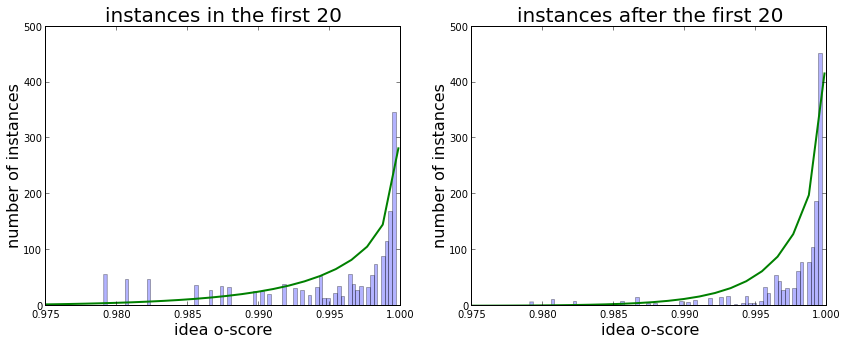 instances in the first 20
number of instances
500
400
300
200
100
0
0.975 0.980 0.985 0.990 0.995 1.000
idea o-score
instances after the first 20
number of instances
500
400
300
200
100
0
0.975 0.980 0.985 0.990 0.995 1.000
idea o-score